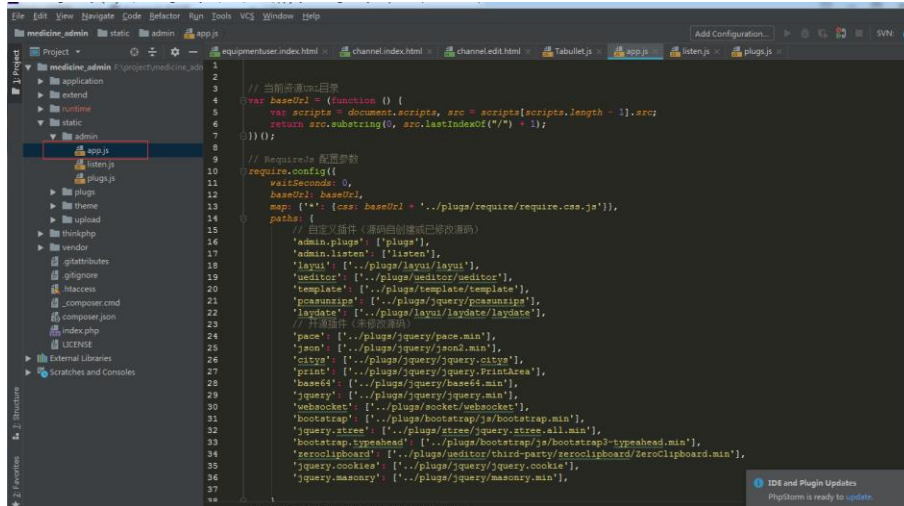 File Edit View Navigate Code Refactor Run Tools VCS Window Help
medicine_admin static admin app.js
Add Configuration...
SVN:
Project
equipmentuser.index.html channel.index.html channel.edit.html Tabullet.js app.js listen.js plugs.js
1: Project
medicine_admin F:\project\medicine_adn
application
extend
runtime
static
admin
app.js
listen.js
plugs.js
plugs
theme
upload
thinkphp
vendor
.gitattributes
.gitignore
.htaccess
_composer.cmd
composer.json
index.php
LICENSE
External Libraries
Scratches and Consoles
Z: Structure
2: Favorites
1
2
3 // 当前资源URL目录
4 var baseUrl = (function () {
5 var scripts = document.scripts, src = scripts[scripts.length - 1].src;
6 return src.substring(0, src.lastIndexOf("/") + 1);
7 })();
8
9 // RequireJs 配置参数
10 require.config({
11 waitSeconds: 0,
12 baseUrl: baseUrl,
13 map: {'*': {css: baseUrl + '../plugs/require/require.css.js'}},
14 paths: {
15 // 自定义插件（源码自创建或已修改源码）
16 'admin.plugs': ['plugs'],
17 'admin.listen': ['listen'],
18 'layui': ['../plugs/layui/layui'],
19 'ueditor': ['../plugs/ueditor/ueditor'],
20 'template': ['../plugs/template/template'],
21 'pcasunzips': ['../plugs/jquery/pcasunzips'],
22 'laydate': ['../plugs/layui/laydate/laydate'],
23 // 开源插件（未修改源码）
24 'pace': ['../plugs/jquery/pace.min'],
25 'json': ['../plugs/jquery/json2.min'],
26 'citys': ['../plugs/jquery/jquery.citys'],
27 'print': ['../plugs/jquery/jquery.PrintArea'],
28 'base64': ['../plugs/jquery/base64.min'],
29 'jquery': ['../plugs/jquery/jquery.min'],
30 'websocket': ['../plugs/socket/websocket'],
31 'bootstrap': ['../plugs/bootstrap/js/bootstrap.min'],
32 'jquery.ztree': ['../plugs/ztree/jquery.ztree.all.min'],
33 'bootstrap.typeahead': ['../plugs/bootstrap/js/bootstrap3-typeahead.min'],
34 'zeroclipboard': ['../plugs/ueditor/third-party/zeroclipboard/ZeroClipboard.min'],
35 'jquery.cookies': ['../plugs/jquery/jquery.cookie'],
36 'jquery.masonry': ['../plugs/jquery/masonry.min'],
37
38 }
IDE and Plugin Updates
PhpStorm is ready to update.